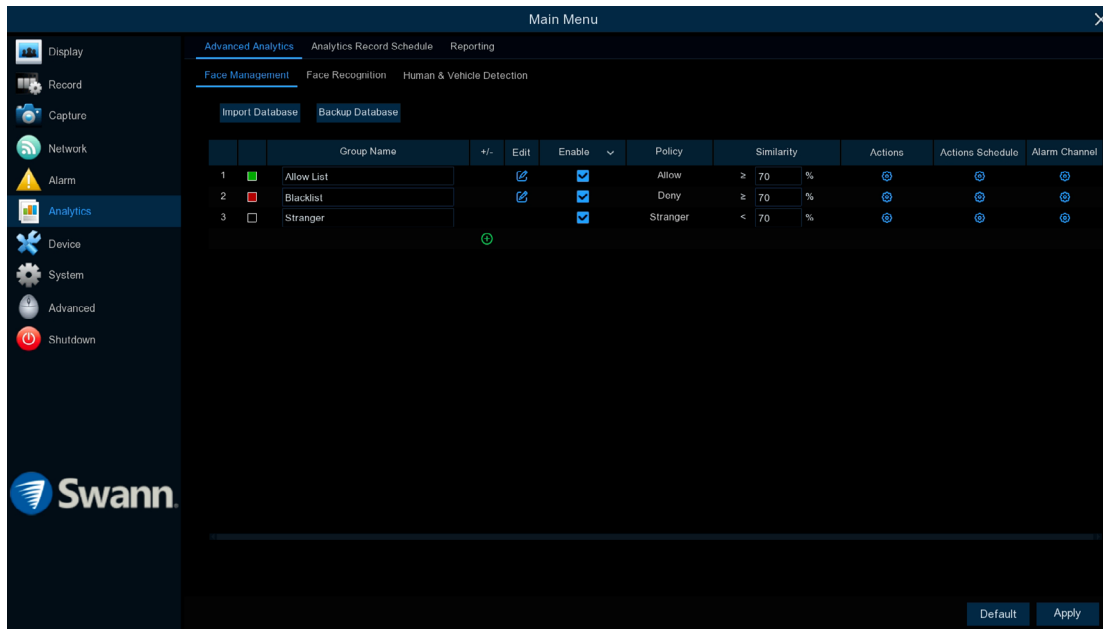 Main Menu
Display
Record
Capture
Network
Alarm
Analytics
Device
System
Advanced
Shutdown
Swann.
Advanced Analytics Analytics Record Schedule Reporting
Face Management Face Recognition Human & Vehicle Detection
Import Database Backup Database
Group Name +/- Edit Enable Policy Similarity Actions Actions Schedule Alarm Channel
1 Allow List Allow ≥ 70 %
2 Blacklist Deny ≥ 70 %
3 Stranger Stranger < 70 %
Default Apply